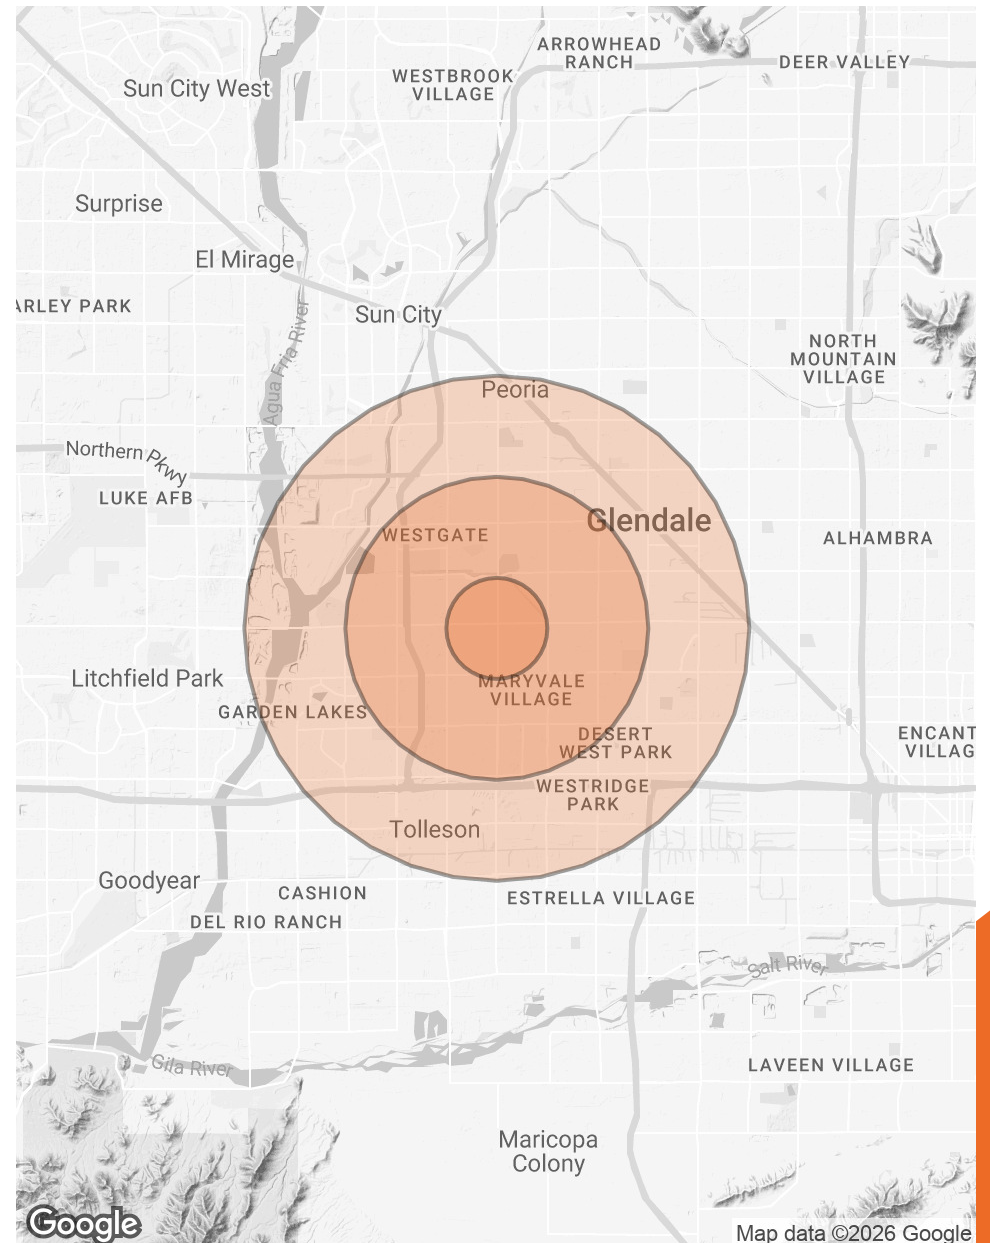 ARROWHEAD
RANCH
DEER VALLEY
WESTBROOK
VILLAGE
Sun City West
Surprise
El Mirage
ARLEY PARK
Sun City
Agua Fria River
NORTH
MOUNTAIN
VILLAGE
Peoria
Northern Pkwy
LUKE AFB
Glendale
WESTGATE
ALHAMBRA
Litchfield Park
MARYVALE
VILLAGE
GARDEN LAKES
DESERT
WEST PARK
ENCANT
VILLAG
WESTRIDGE
PARK
Tolleson
Goodyear
CASHION
ESTRELLA VILLAGE
DEL RIO RANCH
Salt River
Gila River
LAVEEN VILLAGE
Maricopa
Colony
Google
Map data ©2026 Google